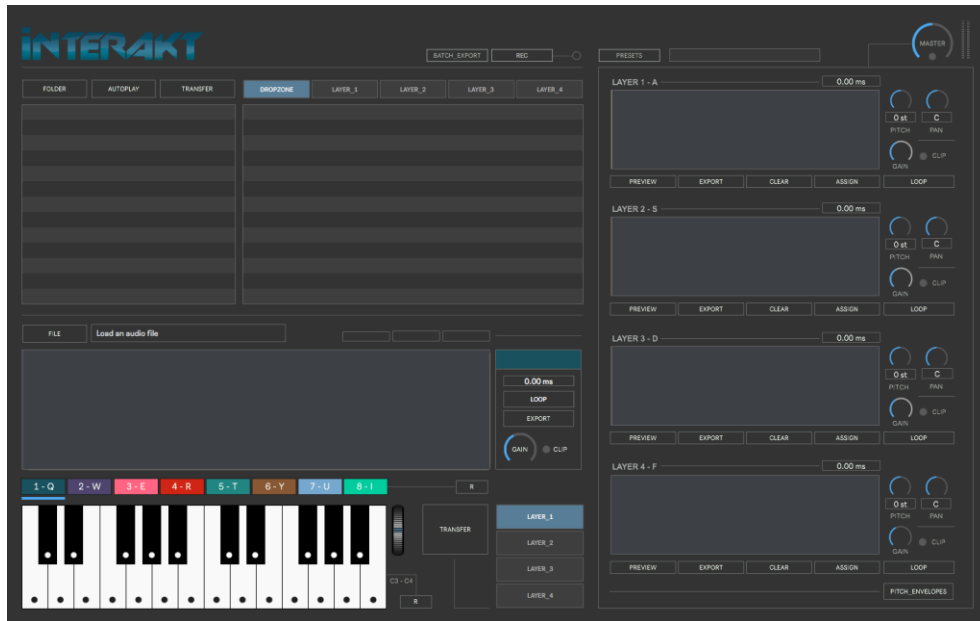 INTERAKT
BATCH_EXPORT REC PRESETS MASTER
FOLDER AUTOPLAY TRANSFER DROPZONE LAYER_1 LAYER_2 LAYER_3 LAYER_4
LAYER 1 - A 0.00 ms
0 st C
PITCH PAN
GAIN CLIP
PREVIEW EXPORT CLEAR ASSIGN LOOP
LAYER 2 - S 0.00 ms
0 st C
PITCH PAN
GAIN CLIP
PREVIEW EXPORT CLEAR ASSIGN LOOP
FILE Load an audio file
LAYER 3 - D 0.00 ms
0 st C
PITCH PAN
GAIN CLIP
PREVIEW EXPORT CLEAR ASSIGN LOOP
0.00 ms
LOOP
EXPORT
GAIN CLIP
LAYER 4 - F 0.00 ms
0 st C
PITCH PAN
GAIN CLIP
PREVIEW EXPORT CLEAR ASSIGN LOOP
1 - Q 2 - W 3 - E 4 - R 5 - T 6 - Y 7 - U 8 - I R
TRANSFER
LAYER_1
LAYER_2
LAYER_3
LAYER_4
C3 - C4
R
PITCH_ENVELOPES